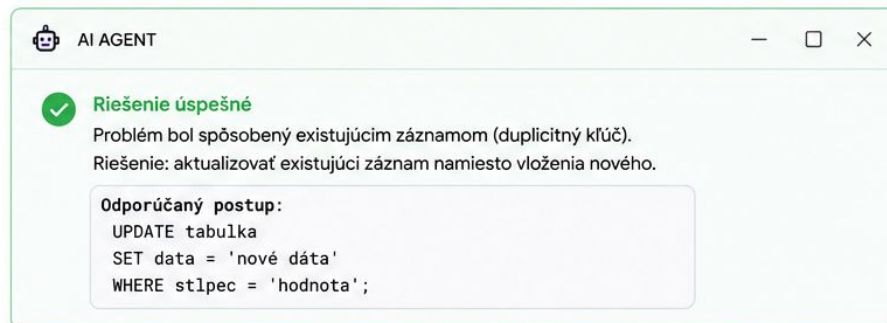 AI AGENT
Riešenie úspešné
Problém bol spôsobený existujúcim záznamom (duplicitný kľúč).
Riešenie: aktualizovať existujúci záznam namiesto vloženia nového.
Odporúčaný postup:
UPDATE tabulka
SET data = 'nové dáta'
WHERE stlpec = 'hodnota';